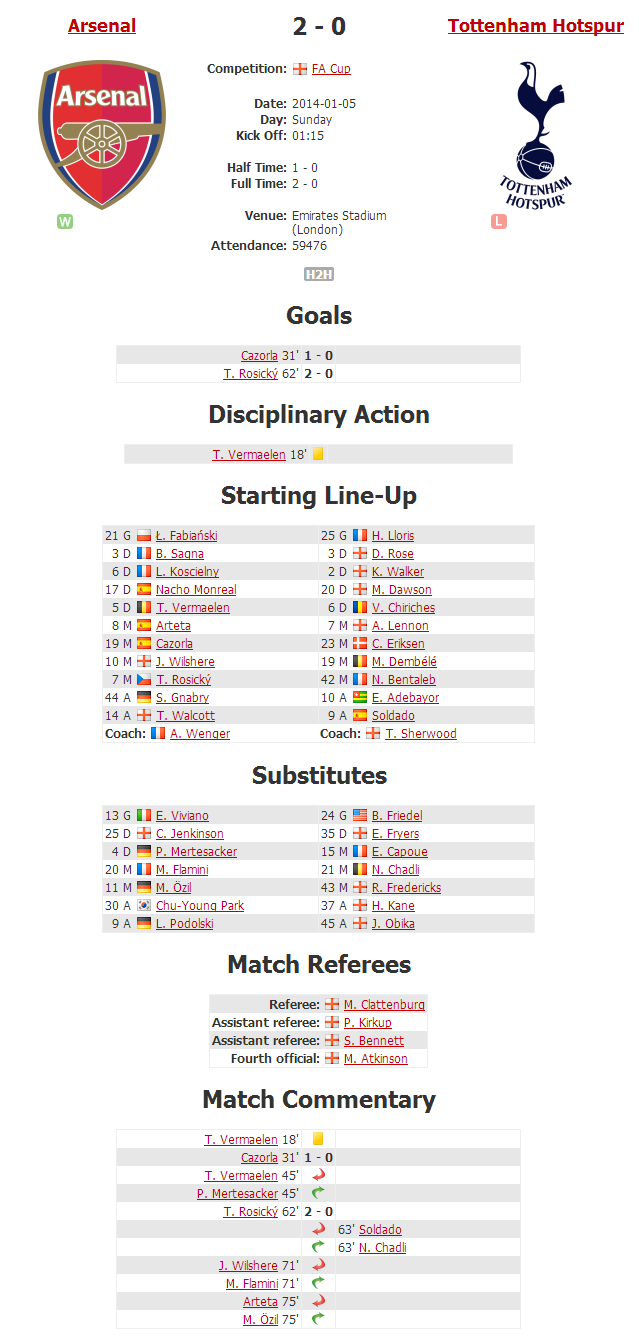 Arsenal 2 - 0 Tottenham Hotspur
Arsenal
TOTTENHAM
HOTSPUR
Competition: FA Cup
Date: 2014-01-05
Day: Sunday
Kick Off: 01:15
Half Time: 1 - 0
Full Time: 2 - 0
Venue: Emirates Stadium
(London)
Attendance: 59476
W
L
H2H
Goals
Cazorla 31' 1 - 0
T. Rosický 62' 2 - 0
Disciplinary Action
T. Vermaelen 18'
Starting Line-Up
21 G Ł. Fabiański 25 G H. Lloris
3 D B. Sagna 3 D D. Rose
6 D L. Koscielny 2 D K. Walker
17 D Nacho Monreal 20 D M. Dawson
5 D T. Vermaelen 6 D V. Chiriches
8 M Arteta 7 M A. Lennon
19 M Cazorla 23 M C. Eriksen
10 M J. Wilshere 19 M M. Dembélé
7 M T. Rosický 42 M N. Bentaleb
44 A S. Gnabry 10 A E. Adebayor
14 A T. Walcott 9 A Soldado
Coach: A. Wenger Coach: T. Sherwood
Substitutes
13 G E. Viviano 24 G B. Friedel
25 D C. Jenkinson 35 D E. Fryers
4 D P. Mertesacker 15 M E. Capoue
20 M M. Flamini 21 M N. Chadli
11 M M. Özil 43 M R. Fredericks
30 A Chu-Young Park 37 A H. Kane
9 A L. Podolski 45 A J. Obika
Match Referees
Referee: M. Clattenburg
Assistant referee: P. Kirkup
Assistant referee: S. Bennett
Fourth official: M. Atkinson
Match Commentary
T. Vermaelen 18'
Cazorla 31' 1 - 0
T. Vermaelen 45'
P. Mertesacker 45'
T. Rosický 62' 2 - 0
63' Soldado
63' N. Chadli
J. Wilshere 71'
M. Flamini 71'
Arteta 75'
M. Özil 75'